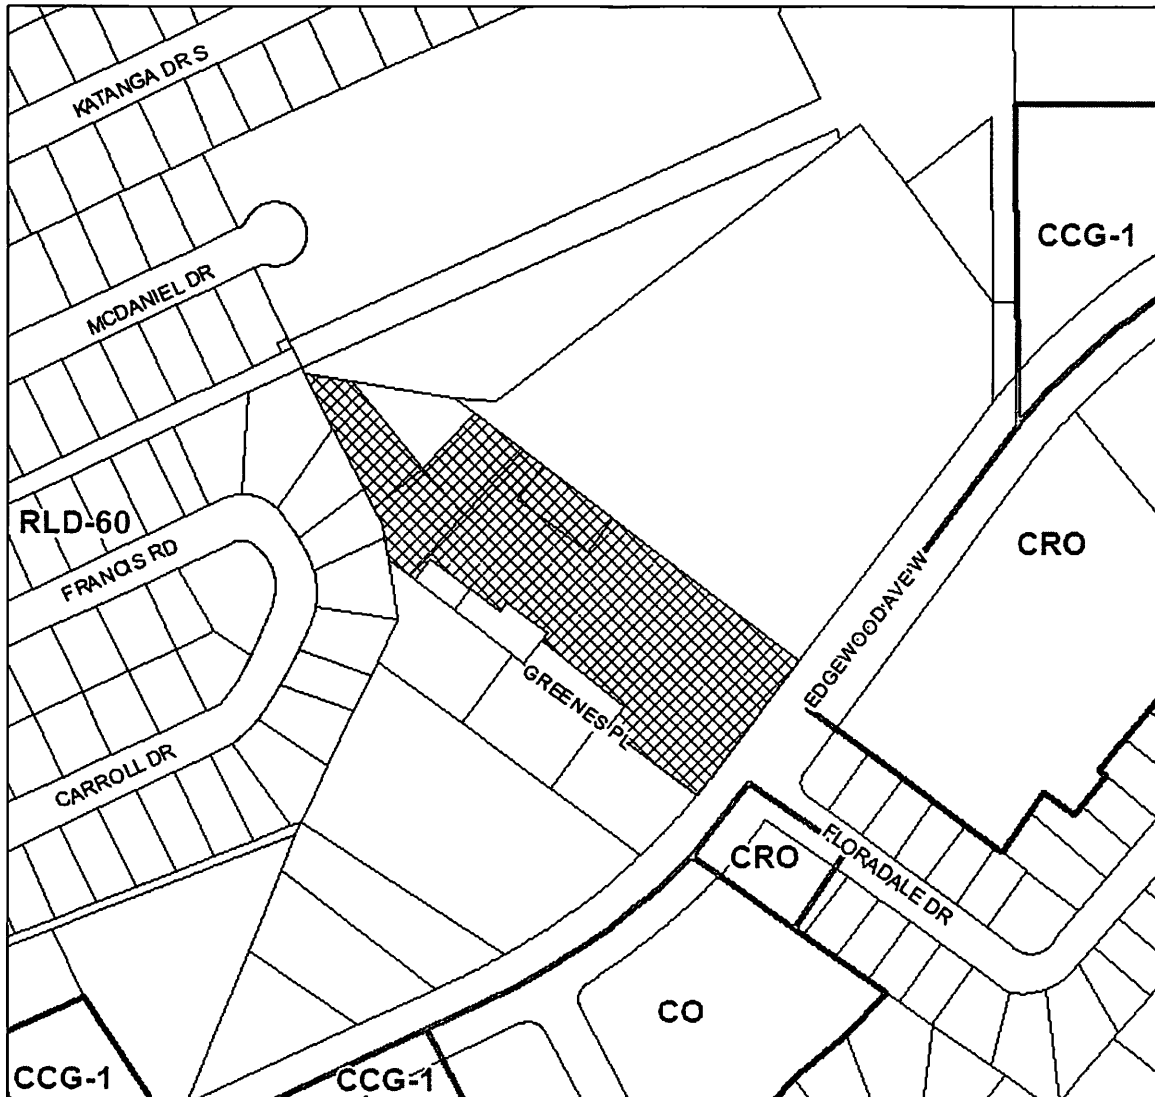 KATANGA DR S
CCG-1
MCDANIEL DR
RLD-60
CRO
FRANCIS RD
EDGEWOOD AVE W
GREENES PL
CARROLL DR
CRO
FLORADALE DR
CO
CCG-1
CCG-1